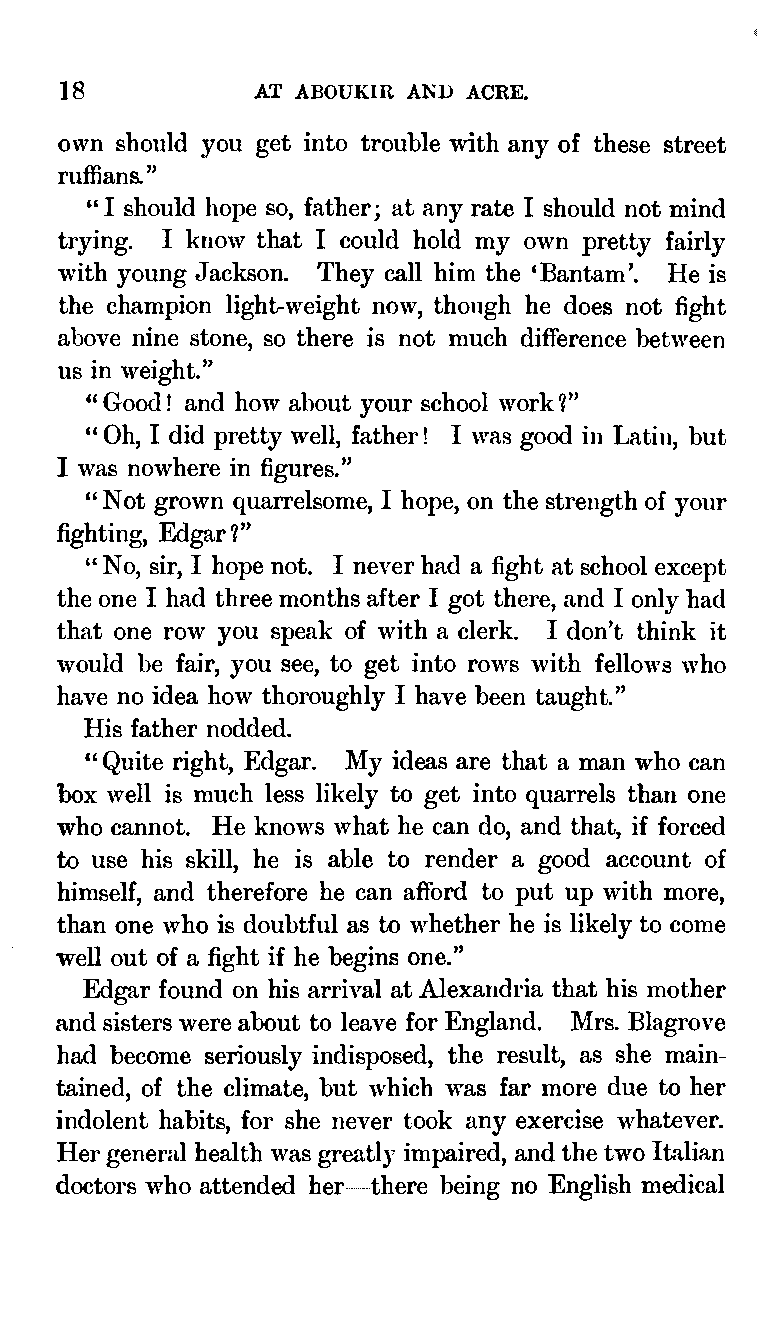 18 AT ABOUKIR AND ACRE.
own should you get into trouble with any of these street
ruffians."
"I should hope so, father; at any rate I should not mind
trying. I know that I could hold my own pretty fairly
with young Jackson. They call him the 'Bantam'. He is
the champion light-weight now, though he does not fight
above nine stone, so there is not much difference between
us in weight."
"Good! and how about your school work?"
"Oh, I did pretty well, father! I was good in Latin, but
I was nowhere in figures."
"Not grown quarrelsome, I hope, on the strength of your
fighting, Edgar?"
"No, sir, I hope not. I never had a fight at school except
the one I had three months after I got there, and I only had
that one row you speak of with a clerk. I don't think it
would be fair, you see, to get into rows with fellows who
have no idea how thoroughly I have been taught."
His father nodded.
"Quite right, Edgar. My ideas are that a man who can
box well is much less likely to get into quarrels than one
who cannot. He knows what he can do, and that, if forced
to use his skill, he is able to render a good account of
himself, and therefore he can afford to put up with more,
than one who is doubtful as to whether he is likely to come
well out of a fight if he begins one."
Edgar found on his arrival at Alexandria that his mother
and sisters were about to leave for England. Mrs. Blagrove
had become seriously indisposed, the result, as she main-
tained, of the climate, but which was far more due to her
indolent habits, for she never took any exercise whatever.
Her general health was greatly impaired, and the two Italian
doctors who attended her—there being no English medical